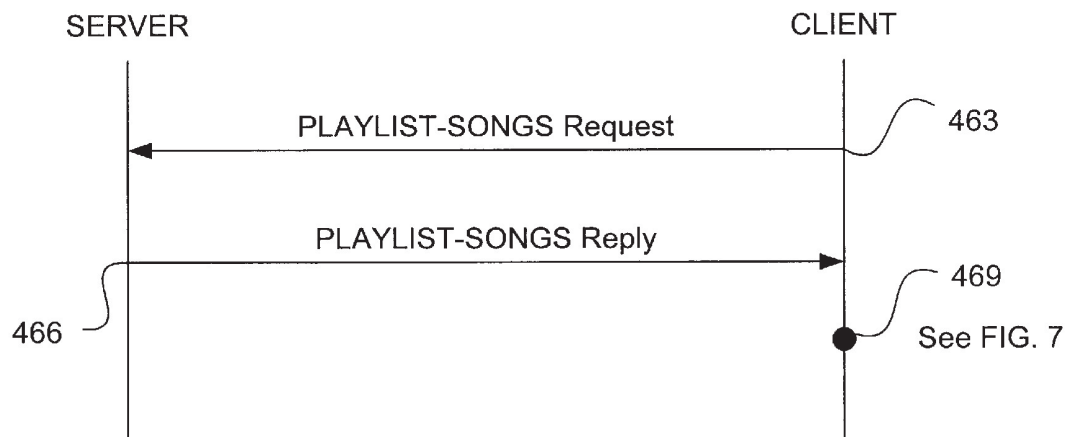 SERVER
CLIENT
PLAYLIST-SONGS Request
463
PLAYLIST-SONGS Reply
469
466
See FIG. 7